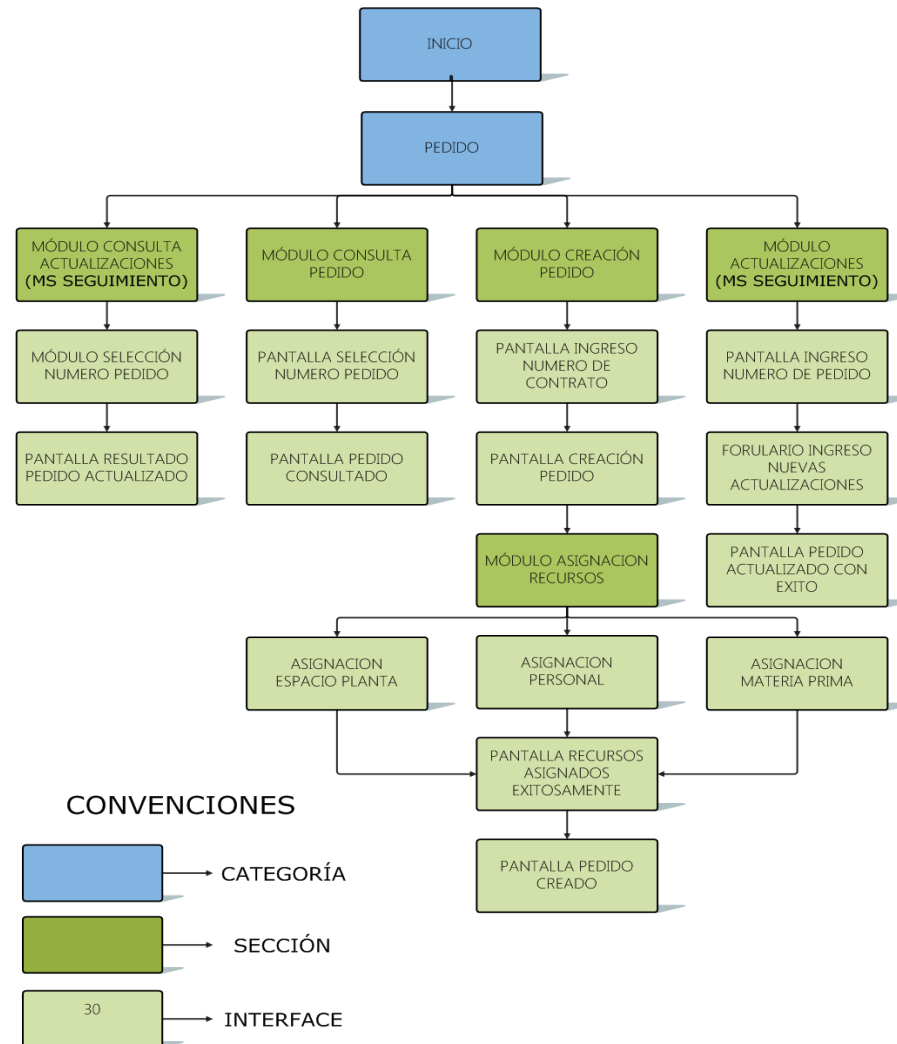 INICIO
PEDIDO
MÓDULO CONSULTA
ACTUALIZACIONES
(MS SEGUIMIENTO)
MÓDULO CONSULTA
PEDIDO
MÓDULO CREACIÓN
PEDIDO
MÓDULO
ACTUALIZACIONES
(MS SEGUIMIENTO)
MÓDULO SELECCIÓN
NUMERO PEDIDO
PANTALLA SELECCIÓN
NUMERO PEDIDO
PANTALLA INGRESO
NUMERO DE
CONTRATO
PANTALLA INGRESO
NUMERO DE PEDIDO
PANTALLA RESULTADO
PEDIDO ACTUALIZADO
PANTALLA PEDIDO
CONSULTADO
PANTALLA CREACIÓN
PEDIDO
FORULARIO INGRESO
NUEVAS
ACTUALIZACIONES
MÓDULO ASIGNACION
RECURSOS
PANTALLA PEDIDO
ACTUALIZADO CON
EXITO
ASIGNACION
ESPACIO PLANTA
ASIGNACION
PERSONAL
ASIGNACION
MATERIA PRIMA
PANTALLA RECURSOS
ASIGNADOS
EXITOSAMENTE
PANTALLA PEDIDO
CREADO
CONVENCIONES
CATEGORÍA
SECCIÓN
30
INTERFACE